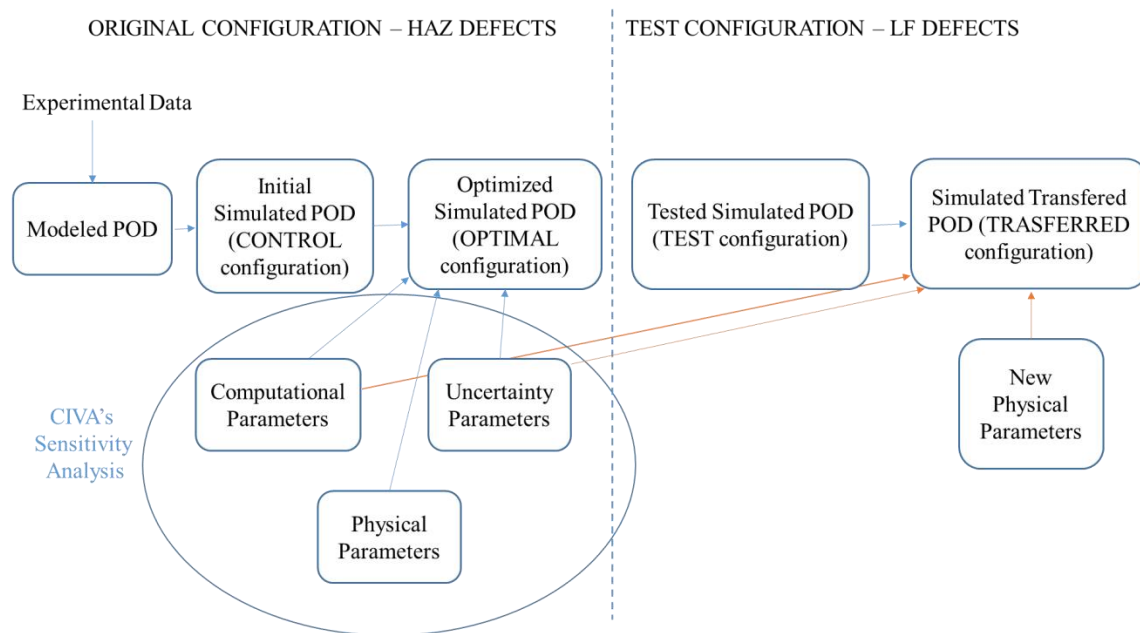 ORIGINAL CONFIGURATION – HAZ DEFECTS
TEST CONFIGURATION – LF DEFECTS
Experimental Data
Modeled POD
Initial
Simulated POD
(CONTROL
configuration)
Optimized
Simulated POD
(OPTIMAL
configuration)
Tested Simulated POD
(TEST configuration)
Simulated Transfered
POD (TRASFERRED
configuration)
Computational
Parameters
Uncertainty
Parameters
New
Physical
Parameters
CIVA's
Sensitivity
Analysis
Physical
Parameters